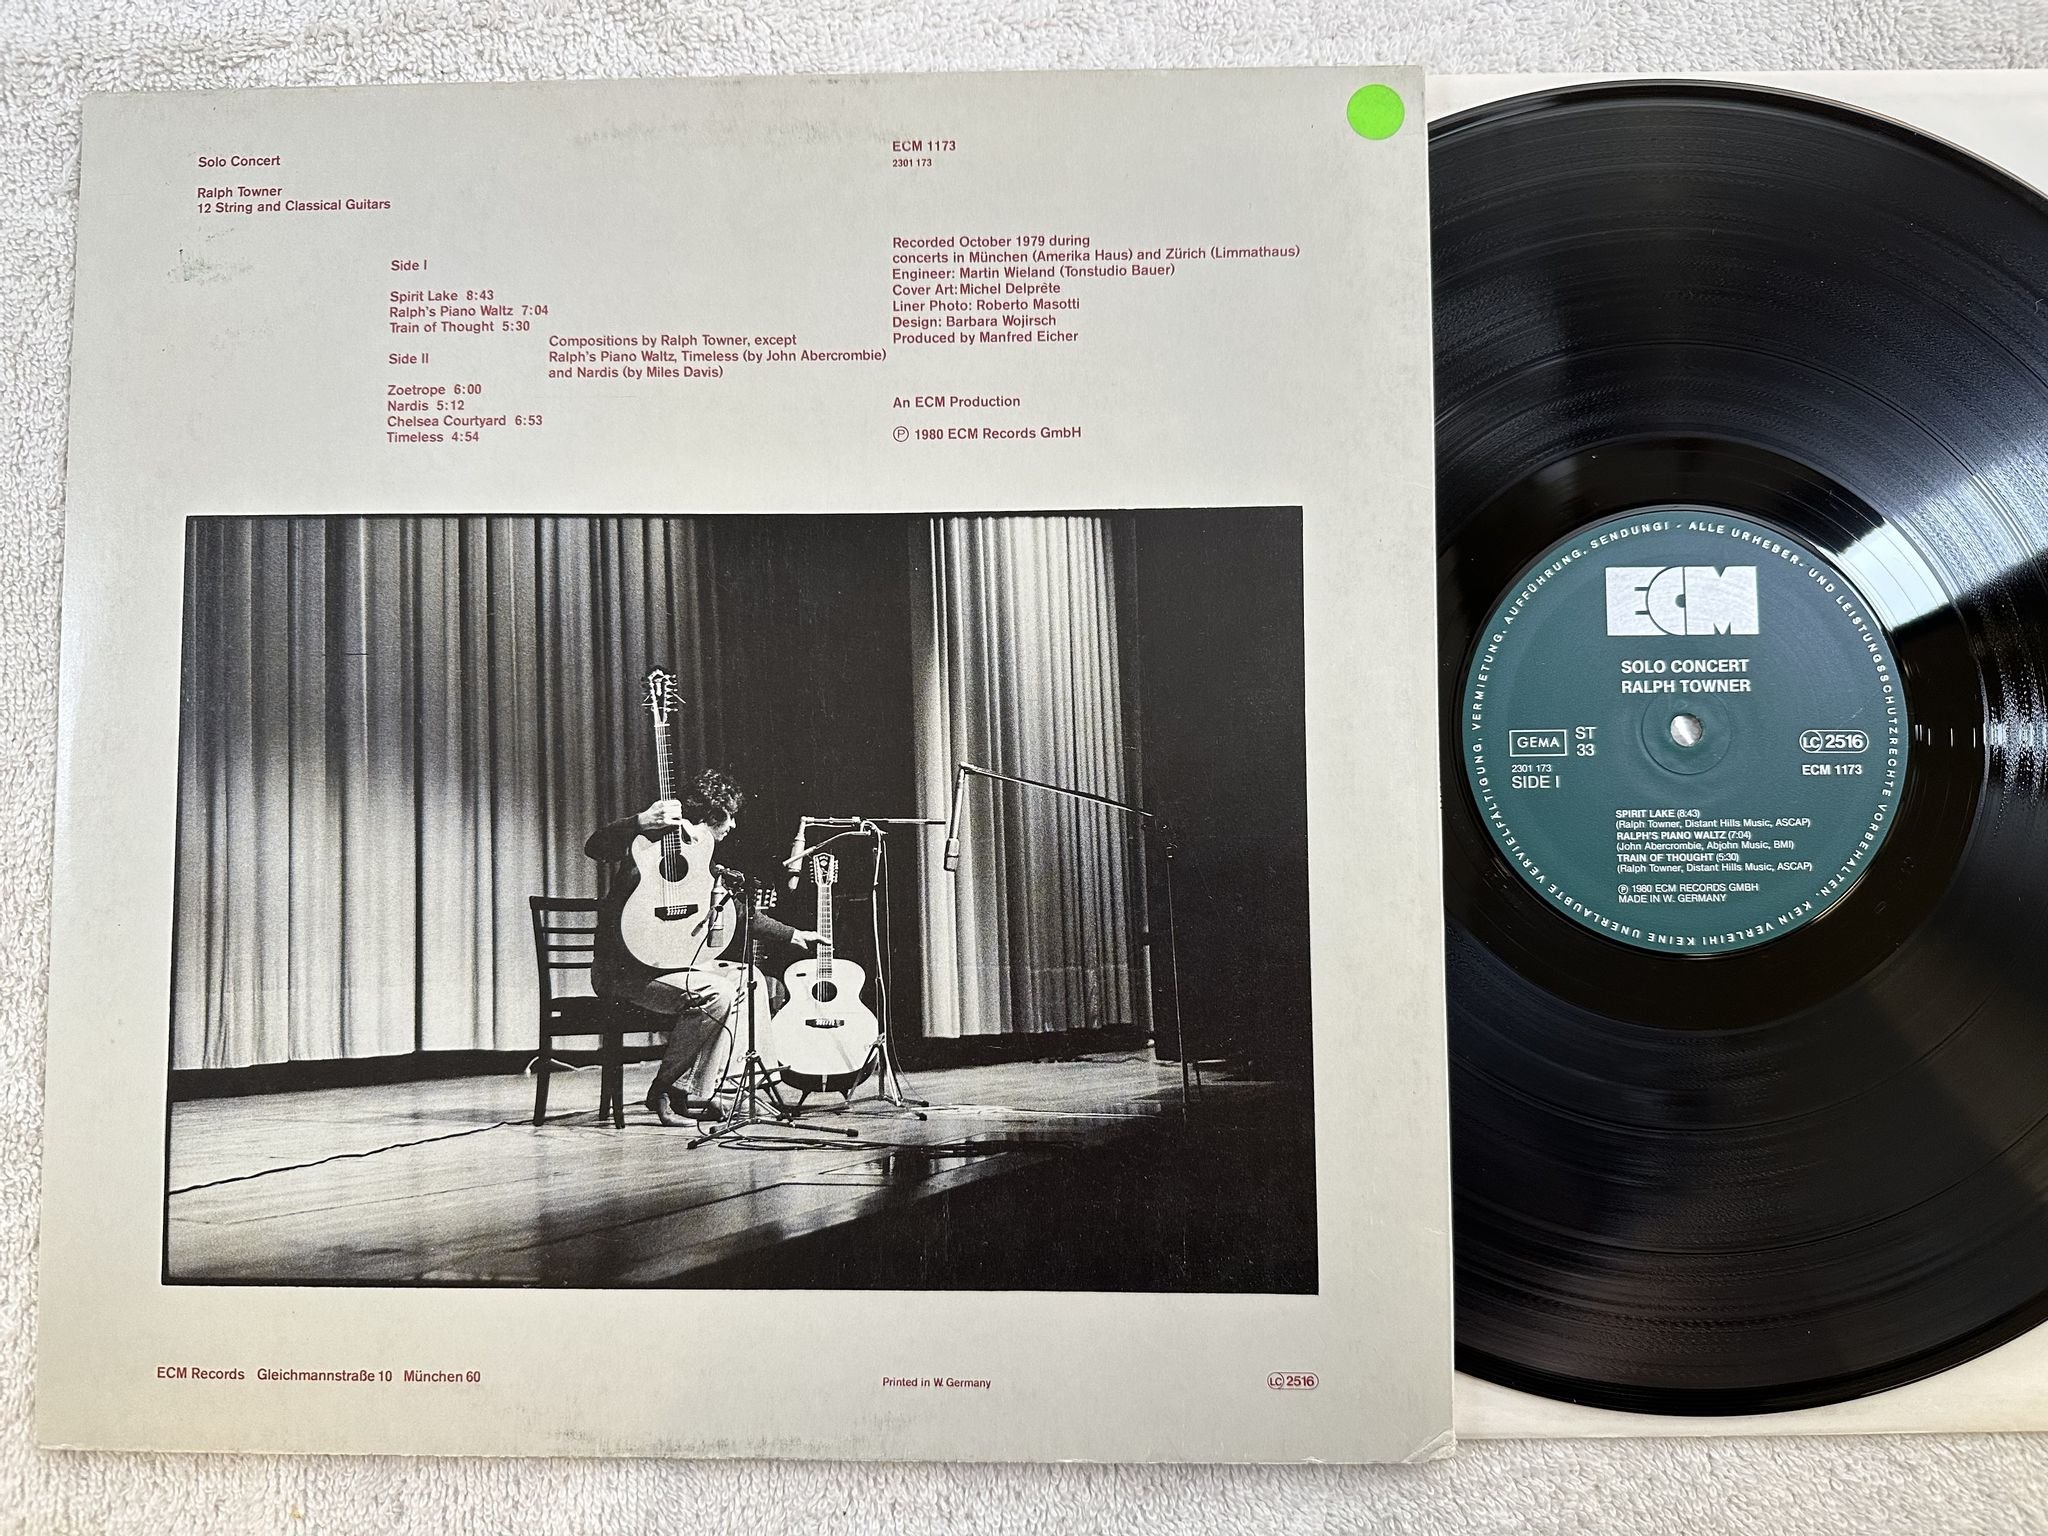 Solo Concert
Ralph Towner
12 String and Classical Guitars
Side I
Spirit Lake 8:43
Ralph's Piano Waltz 7:04
Train of Thought 5:30
Side II
Zoetrope 6:00
Nardis 5:12
Chelsea Courtyard 6:53
Timeless 4:54
Compositions by Ralph Towner, except
Ralph's Piano Waltz, Timeless (by John Abercrombie)
and Nardis (by Miles Davis)
ECM 1173
2301 173
Recorded October 1979 during
concerts in München (Amerika Haus) and Zürich (Limmathaus)
Engineer: Martin Wieland (Tonstudio Bauer)
Cover Art: Michel Delprête
Liner Photo: Roberto Masotti
Design: Barbara Wojirsch
Produced by Manfred Eicher
An ECM Production
Ⓟ 1980 ECM Records GmbH
ECM Records Gleichmannstraße 10 München 60
Printed in W. Germany
LC 2516
ECM
SOLO CONCERT
RALPH TOWNER
GEMA
ST
33
2301 173
SIDE I
LC 2516
ECM 1173
SPIRIT LAKE (8:43)
(Ralph Towner, Distant Hills Music, ASCAP)
RALPH'S PIANO WALTZ (7:04)
(John Abercrombie, Abjohn Music, BMI)
TRAIN OF THOUGHT (5:30)
(Ralph Towner, Distant Hills Music, ASCAP)
Ⓟ 1980 ECM RECORDS GMBH
MADE IN W. GERMANY
ALLE URHEBER- UND LEISTUNGSSCHUTZRECHTE VORBEHALTEN. KEIN VERLEIH! KEINE UNERLAUBTE VERVIELFÄLTIGUNG, VERMIETUNG, AUFFÜHRUNG, SENDUNG! -